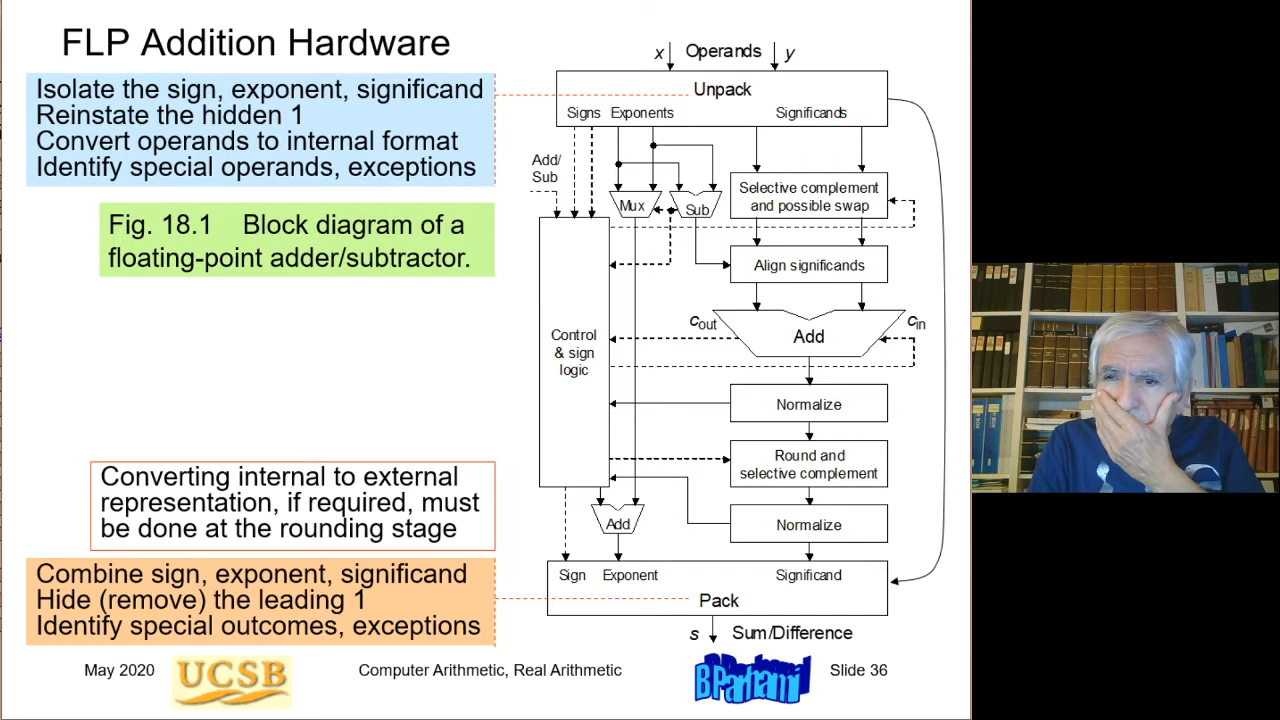 FLP Addition Hardware
Isolate the sign, exponent, significand
Reinstate the hidden 1
Convert operands to internal format
Identify special operands, exceptions
Fig. 18.1 Block diagram of a
floating-point adder/subtractor.
Converting internal to external
representation, if required, must
be done at the rounding stage
Combine sign, exponent, significand
Hide (remove) the leading 1
Identify special outcomes, exceptions
x Operands y
Unpack
Signs Exponents Significands
Add/
Sub
Mux
Sub
Selective complement
and possible swap
Align significands
cout
cin
Add
Control
& sign
logic
Normalize
Round and
selective complement
Add
Normalize
Sign Exponent Significand
Pack
s Sum/Difference
May 2020
UCSB
Computer Arithmetic, Real Arithmetic
B Parhami
Slide 36